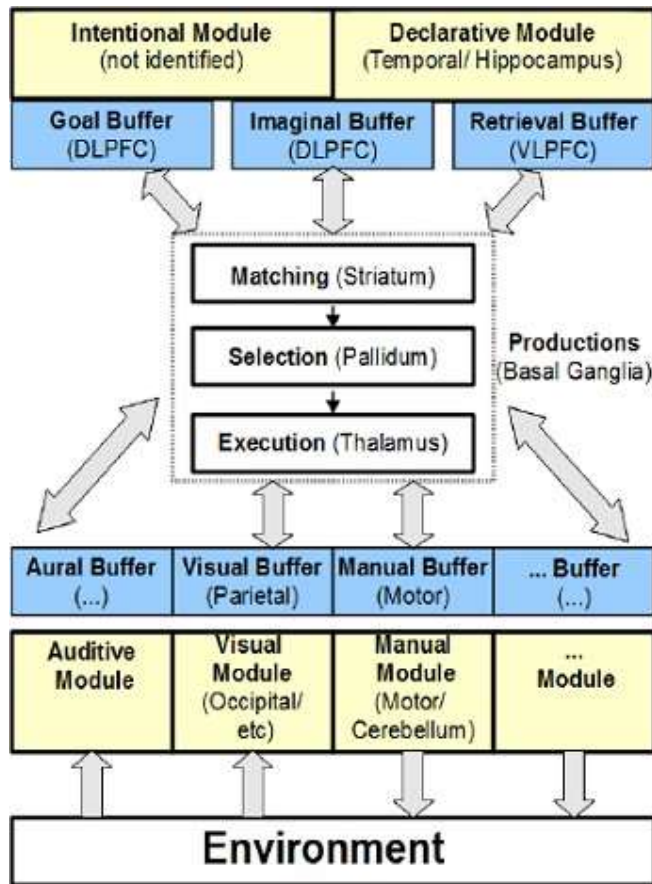 Intentional Module
(not identified)
Declarative Module
(Temporal/ Hippocampus)
Goal Buffer
(DLPFC)
Imaginal Buffer
(DLPFC)
Retrieval Buffer
(VLPFC)
Matching (Striatum)
Selection (Pallidum)
Execution (Thalamus)
Productions
(Basal Ganglia)
Aural Buffer
(...)
Visual Buffer
(Parietal)
Manual Buffer
(Motor)
... Buffer
(...)
Auditive
Module
Visual
Module
(Occipital/
etc)
Manual
Module
(Motor/
Cerebellum)
...
Module
Environment